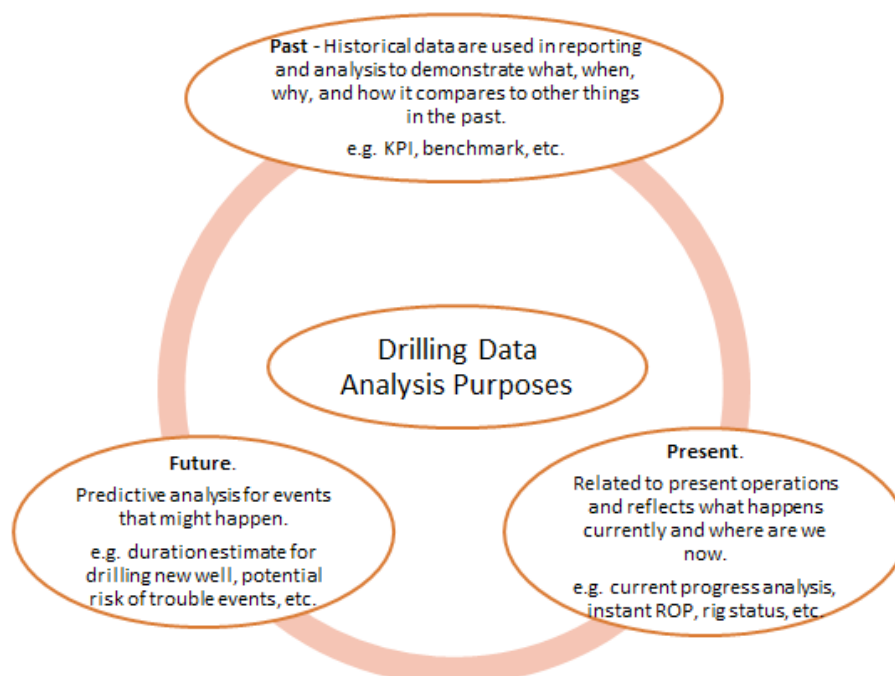 Past - Historical data are used in reporting
and analysis to demonstrate what, when,
why, and how it compares to other things
in the past.
e.g. KPI, benchmark, etc.
Drilling Data
Analysis Purposes
Future.
Predictive analysis for events
that might happen.
e.g. duration estimate for
drilling new well, potential
risk of trouble events, etc.
Present.
Related to present operations
and reflects what happens
currently and where are we
now.
e.g. current progress analysis,
instant ROP, rig status, etc.